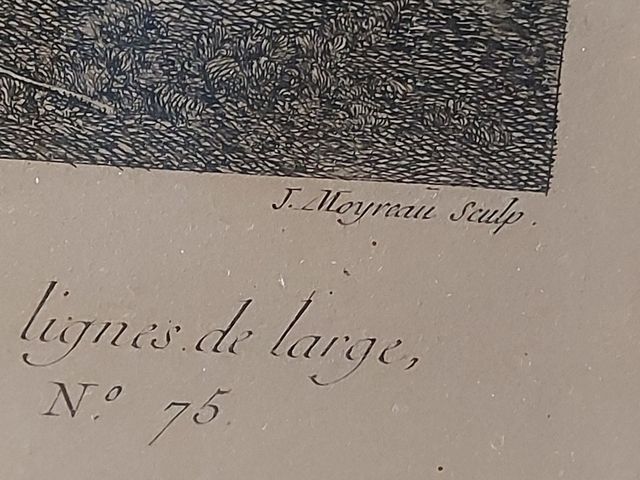 J. Moyreau Sculp.
lignes de large,
N.º 75.